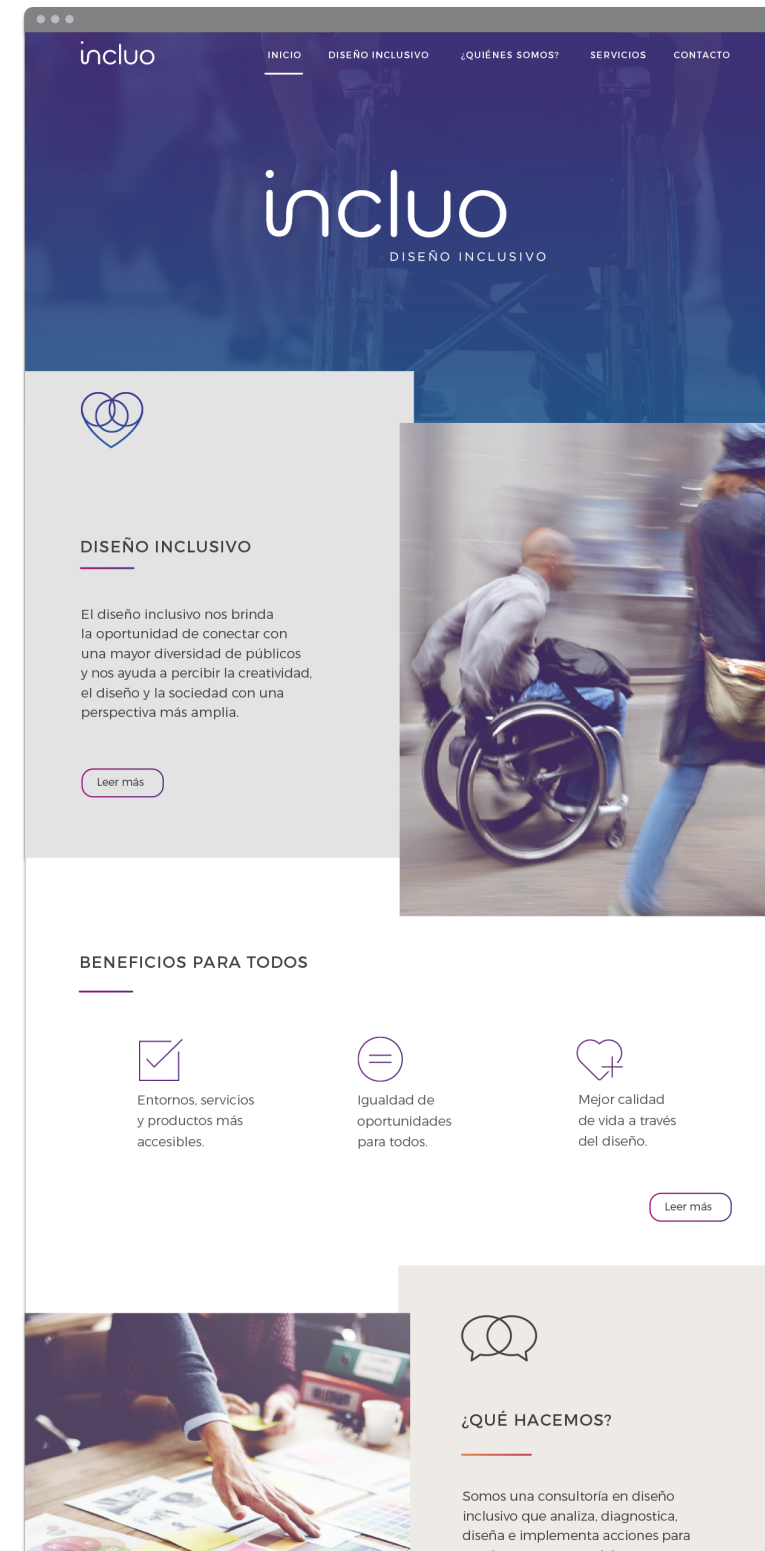 incluo
INICIO
DISEÑO INCLUSIVO
¿QUIÉNES SOMOS?
SERVICIOS
CONTACTO
incluo
DISEÑO INCLUSIVO
DISEÑO INCLUSIVO
El diseño inclusivo nos brinda
la oportunidad de conectar con
una mayor diversidad de públicos
y nos ayuda a percibir la creatividad,
el diseño y la sociedad con una
perspectiva más amplia.
Leer más
BENEFICIOS PARA TODOS
Entornos, servicios
y productos más
accesibles.
Igualdad de
oportunidades
para todos.
Mejor calidad
de vida a través
del diseño.
Leer más
¿QUÉ HACEMOS?
Somos una consultoría en diseño
inclusivo que analiza, diagnostica,
diseña e implementa acciones para